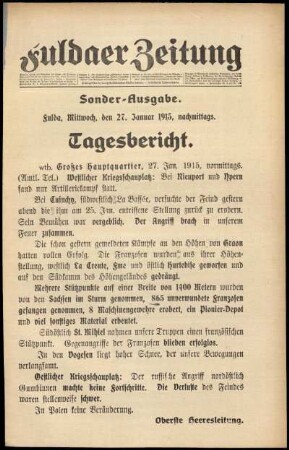 Fuldaer Zeitung
Sonder-Ausgabe.
Fulda, Mittwoch, den 27. Januar 1915, nachmittags.
Tagesbericht.
wtb. Großes Hauptquartier, 27. Jan. 1915, vormittags.
(Amtl. Tel.) Westlicher Kriegsschauplatz: Bei Nieuport und Ypern
fand nur Artilleriekampf statt.
Bei Cuinchy, südwestlich La Bassée, versuchte der Feind gestern
abend die ihm am 25. Jan. entrissene Stellung zurück zu erobern.
Sein Bemühen war vergeblich. Der Angriff brach in unserem
Feuer zusammen.
Die schon gestern gemeldeten Kämpfe an den Höhen von Craon
hatten vollen Erfolg. Die Franzosen wurden aus ihrer Höhen-
stellung, westlich La Creute, Fme und östlich Hurtebise geworfen und
auf den Südabhang des Höhengeländes gedrängt.
Mehrere Stützpunkte auf einer Breite von 1400 Metern wurden
von den Sachsen im Sturm genommen, 865 unverwundete Franzosen
gefangen genommen, 8 Maschinengewehre erobert, ein Pionier-Depot
und viel sonstiges Material erbeutet.
Südöstlich St. Mihiel nahmen unsere Truppen einen französischen
Stützpunkt. Gegenangriffe der Franzosen blieben erfolglos.
In den Vogesen liegt hoher Schnee, der unsere Bewegungen
verlangsamt.
Oestlicher Kriegsschauplatz: Der russische Angriff nordöstlich
Gumbinnen machte keine Fortschritte. Die Verluste des Feindes
waren stellenweise schwer.
In Polen keine Veränderung.
Oberste Heeresleitung.